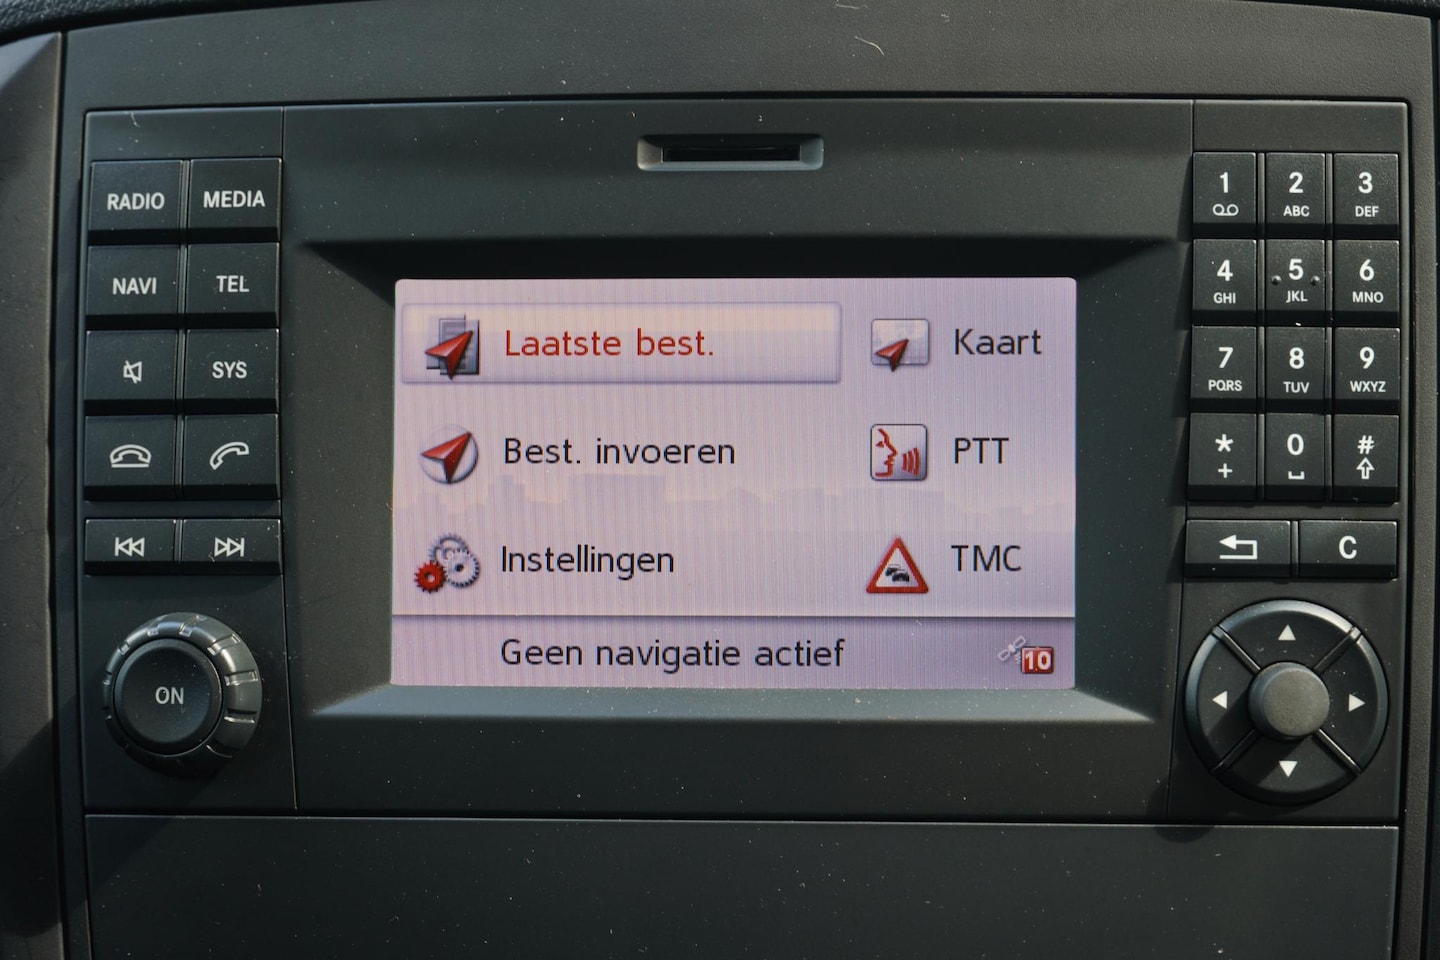 RADIO MEDIA
NAVI TEL
SYS
ON
Laatste best. Kaart
Best. invoeren PTT
Instellingen TMC
Geen navigatie actief 10
1 2 ABC 3 DEF
4 GHI 5 JKL 6 MNO
7 PQRS 8 TUV 9 WXYZ
* + 0 #
C